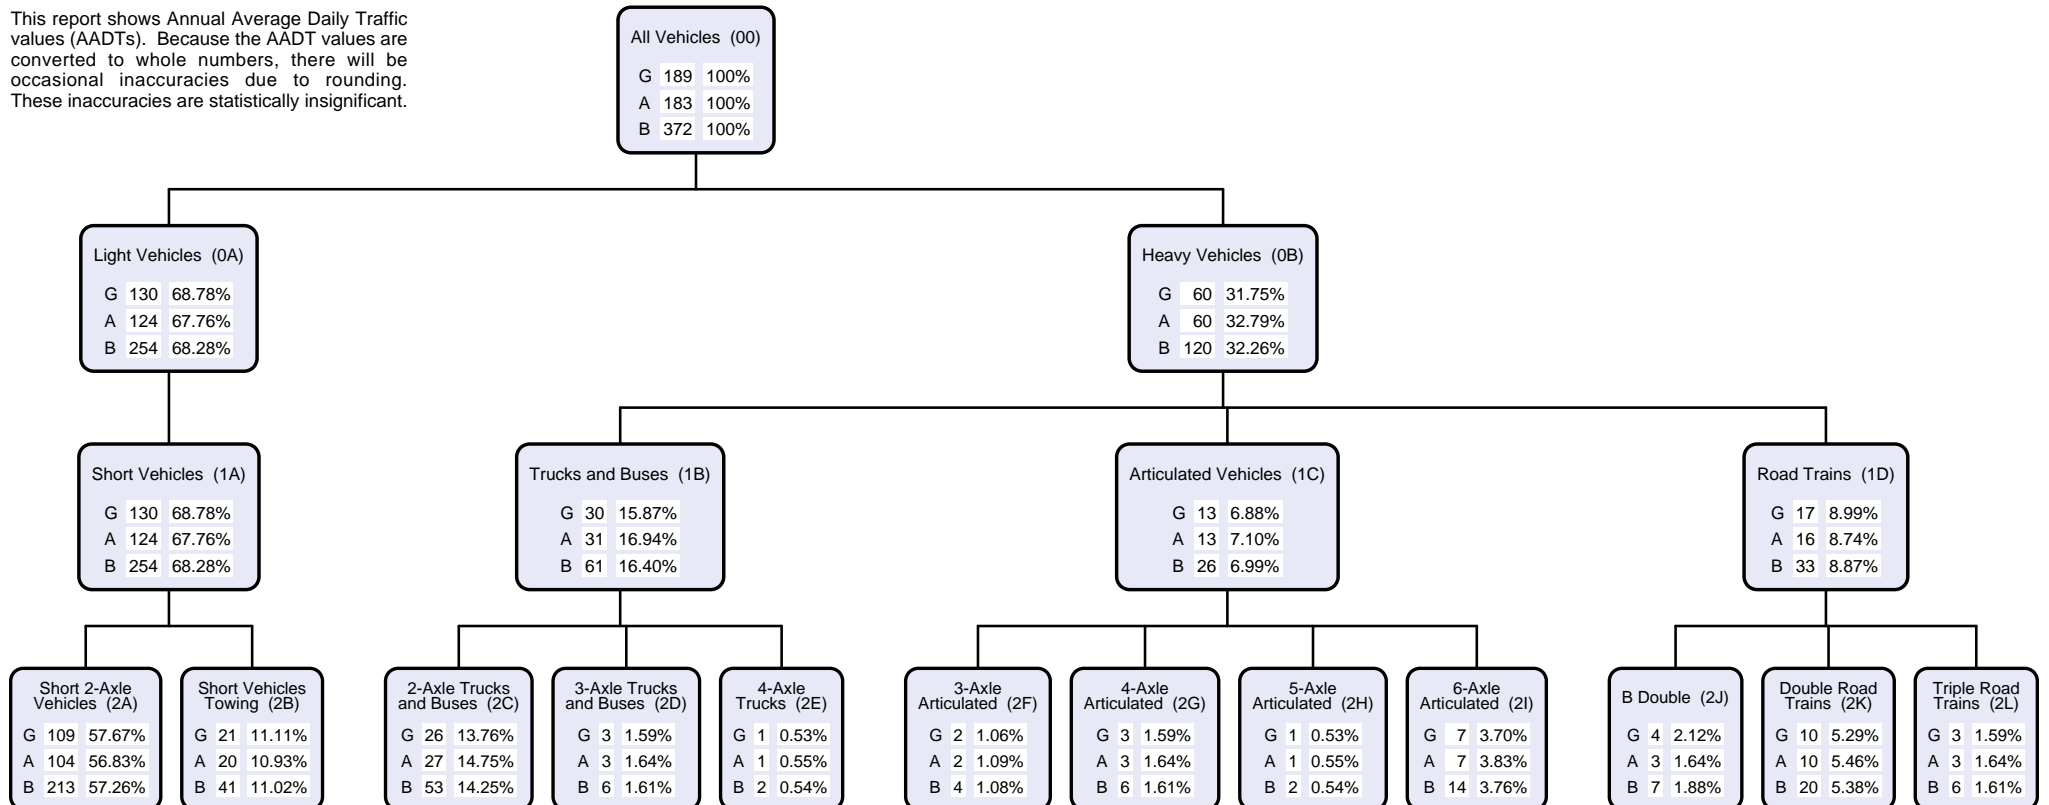 This report shows Annual Average Daily Traffic
values (AADTs). Because the AADT values are
converted to whole numbers, there will be
occasional inaccuracies due to rounding.
These inaccuracies are statistically insignificant.
All Vehicles (00)
G 189 100%
A 183 100%
B 372 100%
Light Vehicles (0A)
G 130 68.78%
A 124 67.76%
B 254 68.28%
Heavy Vehicles (0B)
G 60 31.75%
A 60 32.79%
B 120 32.26%
Short Vehicles (1A)
G 130 68.78%
A 124 67.76%
B 254 68.28%
Trucks and Buses (1B)
G 30 15.87%
A 31 16.94%
B 61 16.40%
Articulated Vehicles (1C)
G 13 6.88%
A 13 7.10%
B 26 6.99%
Road Trains (1D)
G 17 8.99%
A 16 8.74%
B 33 8.87%
Short 2-Axle
Vehicles (2A)
G 109 57.67%
A 104 56.83%
B 213 57.26%
Short Vehicles
Towing (2B)
G 21 11.11%
A 20 10.93%
B 41 11.02%
2-Axle Trucks
and Buses (2C)
G 26 13.76%
A 27 14.75%
B 53 14.25%
3-Axle Trucks
and Buses (2D)
G 3 1.59%
A 3 1.64%
B 6 1.61%
4-Axle
Trucks (2E)
G 1 0.53%
A 1 0.55%
B 2 0.54%
3-Axle
Articulated (2F)
G 2 1.06%
A 2 1.09%
B 4 1.08%
4-Axle
Articulated (2G)
G 3 1.59%
A 3 1.64%
B 6 1.61%
5-Axle
Articulated (2H)
G 1 0.53%
A 1 0.55%
B 2 0.54%
6-Axle
Articulated (2I)
G 7 3.70%
A 7 3.83%
B 14 3.76%
B Double (2J)
G 4 2.12%
A 3 1.64%
B 7 1.88%
Double Road
Trains (2K)
G 10 5.29%
A 10 5.46%
B 20 5.38%
Triple Road
Trains (2L)
G 3 1.59%
A 3 1.64%
B 6 1.61%